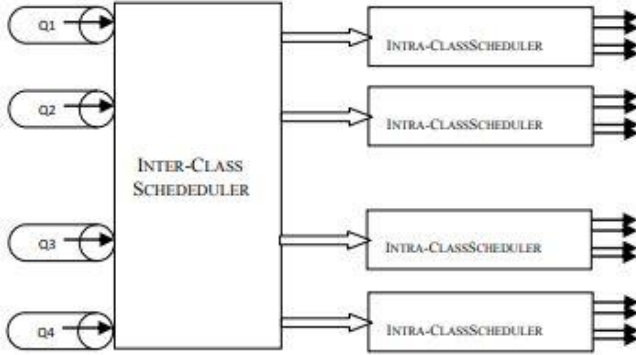 Q1
INTRA-CLASSSCHEDULER
Q2
INTRA-CLASSSCHEDULER
INTER-CLASS
SCHEDEDULER
Q3
INTRA-CLASSSCHEDULER
Q4
INTRA-CLASSSCHEDULER